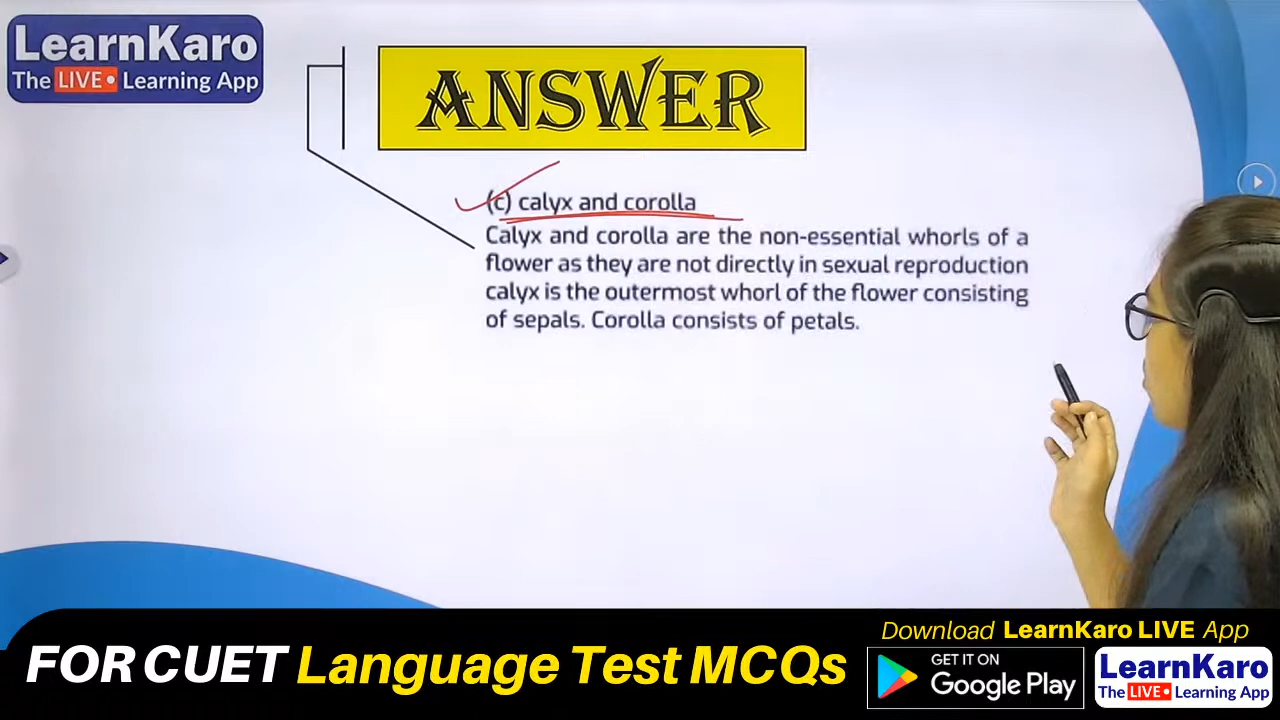 LearnKaro
The LIVE Learning App
ANSWER
(c) calyx and corolla
Calyx and corolla are the non-essential whorls of a
flower as they are not directly in sexual reproduction
calyx is the outermost whorl of the flower consisting
of sepals. Corolla consists of petals.
FOR CUET Language Test MCQs
Download LearnKaro LIVE App
GET IT ON
Google Play
LearnKaro
The LIVE Learning App